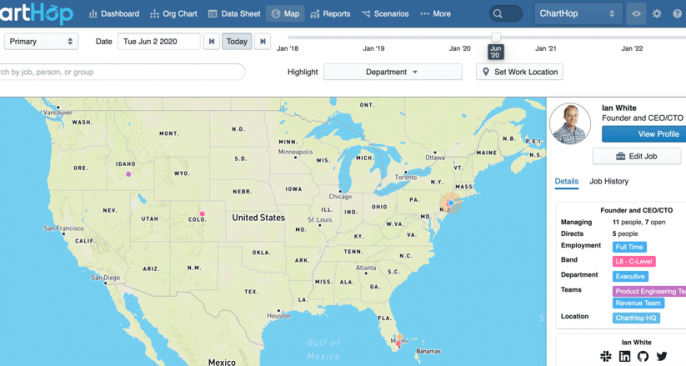 artHop Dashboard Org Chart Data Sheet Map Reports Scenarios More ChartHop
Primary Date Tue Jun 2 2020 Today Jan '18 Jan '19 Jan '20 Jun '20 Jan '21 Jan '22
rch by job, person, or group Highlight Department Set Work Location
Ian White
Founder and CEO/CTO
View Profile
Edit Job
Details Job History
Founder and CEO/CTO
Managing 11 people, 7 open
Directs 5 people
Employment Full Time
Band L8 - C-Level
Department Executive
Teams Product Engineering Te
Revenue Team
Location ChartHop HQ
Ian White
Vancouver
WASH.
MONT.
N.D.
MINN.
ONT.
QUE.
N.B.
P.E.I.
Ottawa
MAINE
N.S.
ORE.
IDAHO
WYO.
S.D.
Minneapolis
WIS.
MICH.
Toronto
VT.
N.Y.
MASS.
NEBR.
IOWA
Chicago
PA.
N.J.
NEV.
UTAH
COLO.
United States
ILL.
IND.
OHIO
San Francisco
CALIF.
St. Louis
MO.
KY.
W.VA.
VA.
ARIZ.
N.M.
OKLA.
ARK.
TENN.
N.C.
San Diego
TEX.
LA.
MISS.
ALA.
Atlanta
GA.
S.C.
Houston
FLA.
Gulf of
Mexico
Miami
Bahamas
Mexico